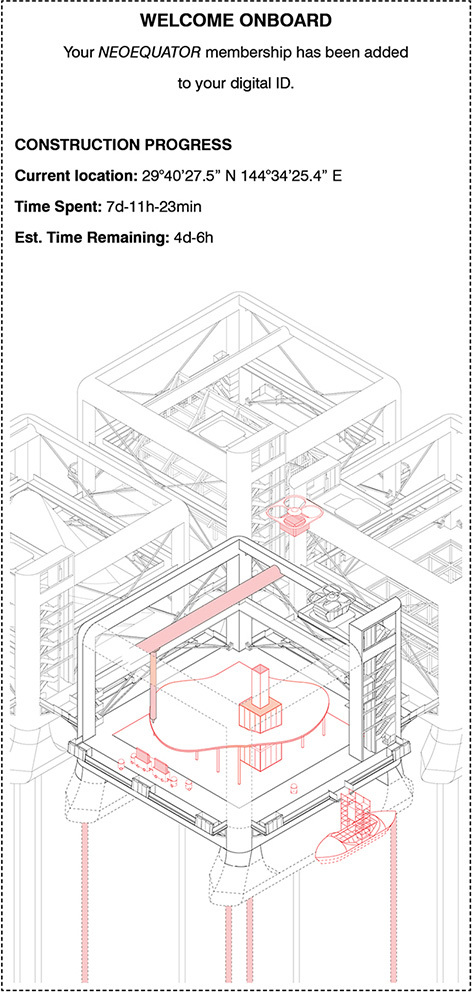 WELCOME ONBOARD
Your NEOEQUATOR membership has been added
to your digital ID.
CONSTRUCTION PROGRESS
Current location: 29°40’27.5” N 144°34’25.4” E
Time Spent: 7d-11h-23min
Est. Time Remaining: 4d-6h